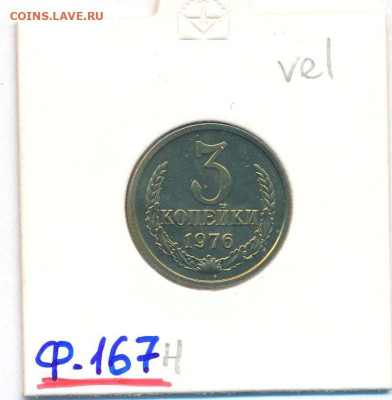 COINS.LAVE.RU
vel
3
КОПЕЙКИ
1976
Ф.167Н